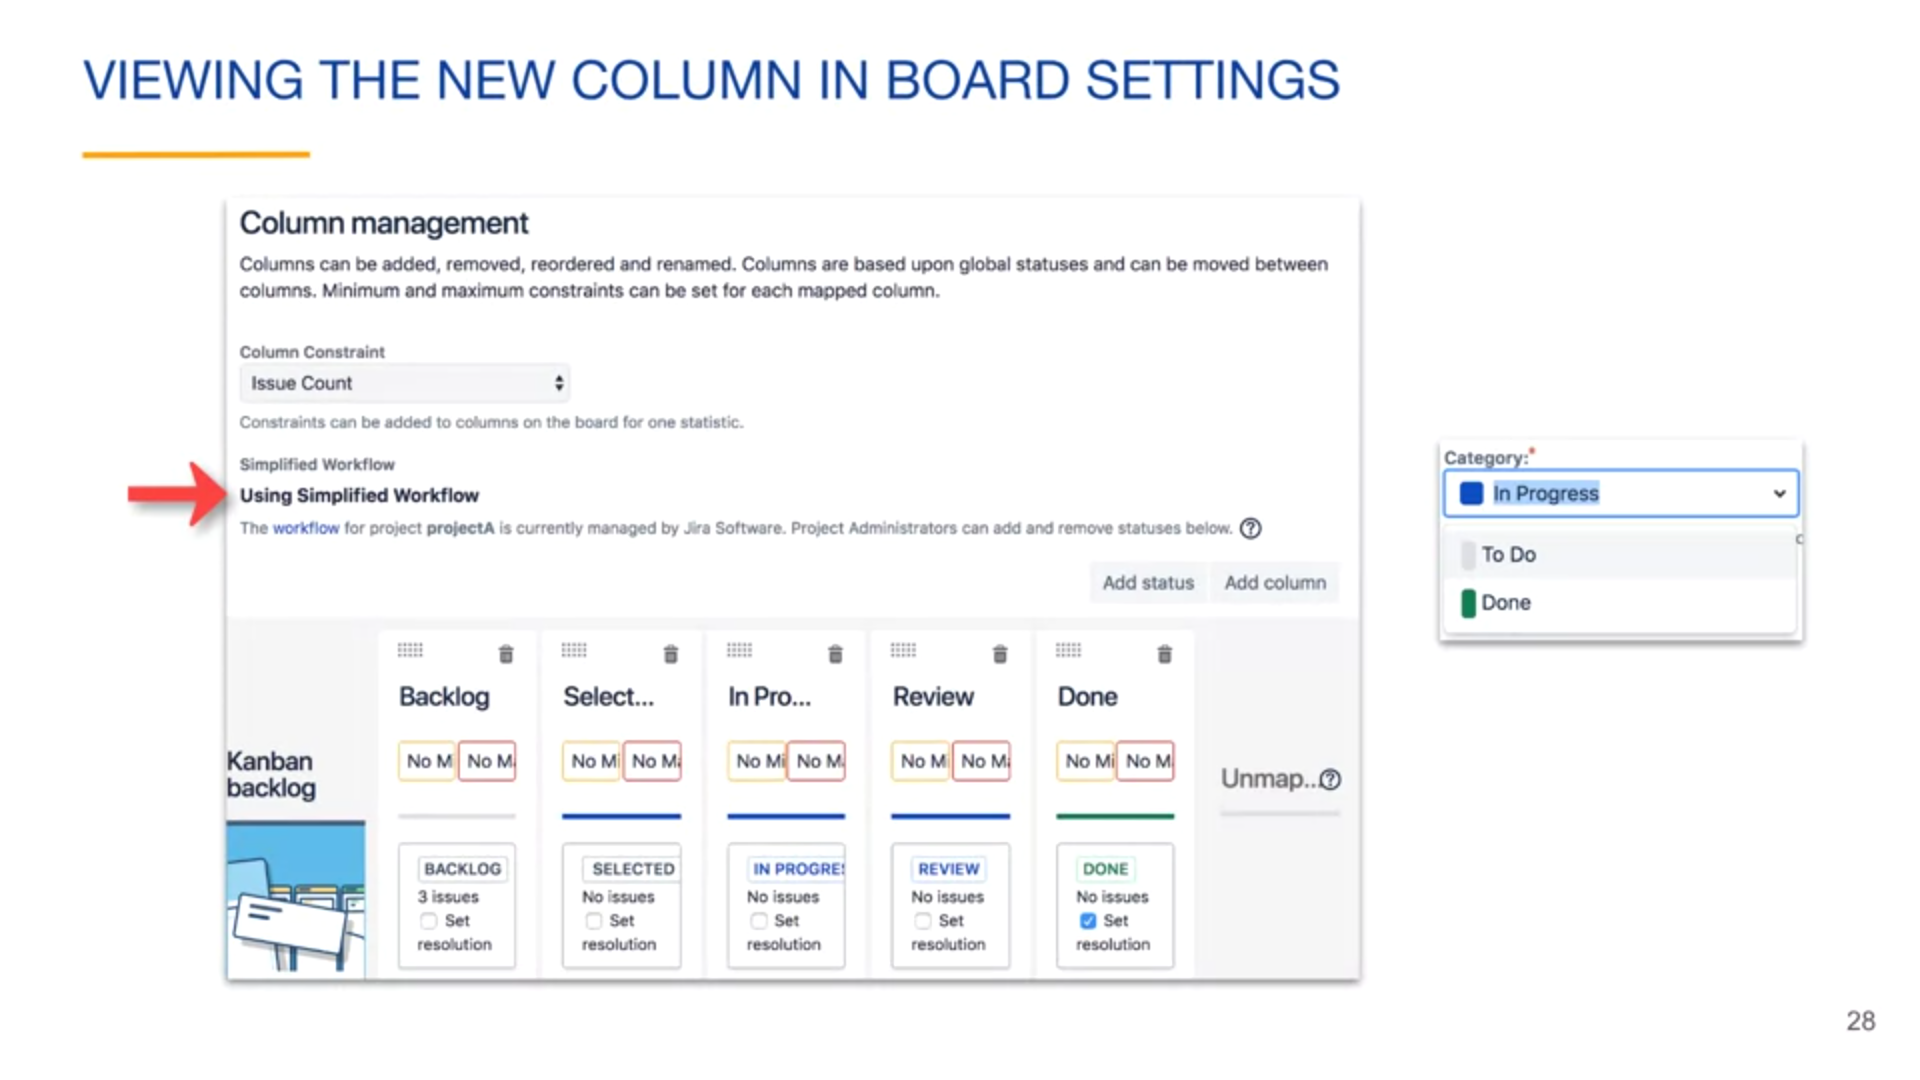 VIEWING THE NEW COLUMN IN BOARD SETTINGS
Column management
Columns can be added, removed, reordered and renamed. Columns are based upon global statuses and can be moved between
columns. Minimum and maximum constraints can be set for each mapped column.
Column Constraint
Issue Count
Constraints can be added to columns on the board for one statistic.
Simplified Workflow
Using Simplified Workflow
The workflow for project projectA is currently managed by Jira Software. Project Administrators can add and remove statuses below.
Add status Add column
Kanban
backlog
Backlog
No Mi No M
BACKLOG
3 issues
Set
resolution
Select...
No Mi No Ma
SELECTED
No issues
Set
resolution
In Pro...
No Mi No M
IN PROGRES
No issues
Set
resolution
Review
No Mi No Ma
REVIEW
No issues
Set
resolution
Done
No Mi No M
DONE
No issues
Set
resolution
Unmap...
Category:*
In Progress
To Do
Done
28